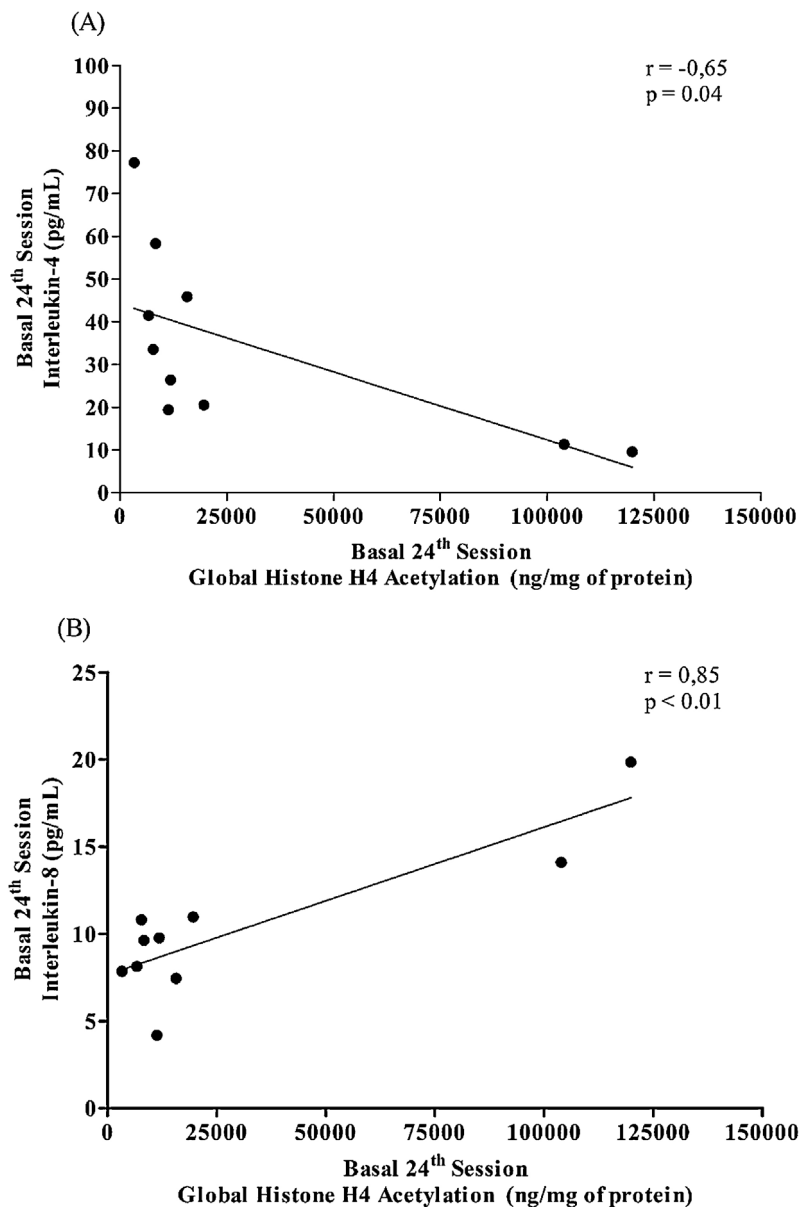 (A)
r = -0,65
p = 0.04
100
90
80
70
60
50
40
30
20
10
0
Basal 24th Session
Interleukin-4 (pg/mL)
0 25000 50000 75000 100000 125000 150000
Basal 24th Session
Global Histone H4 Acetylation (ng/mg of protein)
(B)
r = 0,85
p < 0.01
25
20
15
10
5
0
Basal 24th Session
Interleukin-8 (pg/mL)
0 25000 50000 75000 100000 125000 150000
Basal 24th Session
Global Histone H4 Acetylation (ng/mg of protein)